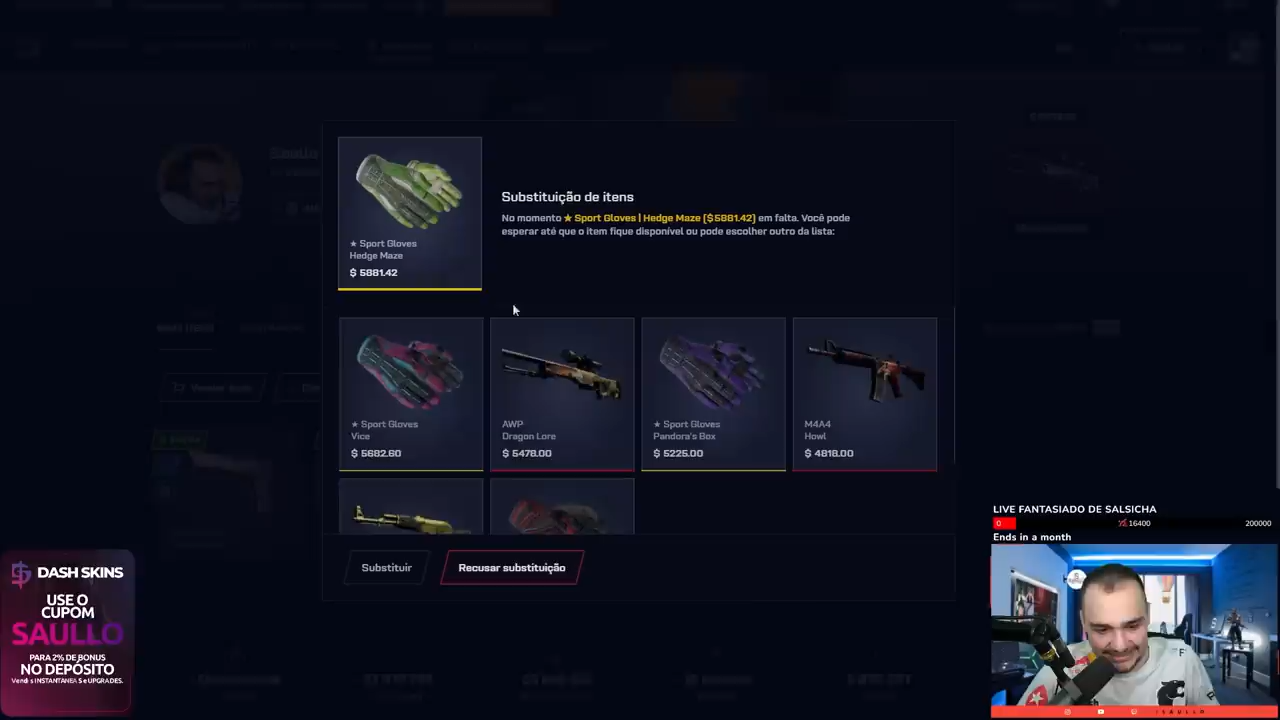 ★ Sport Gloves
Hedge Maze
$ 5881.42
Substituição de itens
No momento ★ Sport Gloves | Hedge Maze ($5881.42) em falta. Você pode
esperar até que o item fique disponível ou pode escolher outro da lista:
★ Sport Gloves
Vice
$ 5682.60
AWP
Dragon Lore
$ 5478.00
★ Sport Gloves
Pandora's Box
$ 5225.00
M4A4
Howl
$ 4818.00
Substituir
Recusar substituição
LIVE FANTASIADO DE SALSICHA
0
16400
200000
Ends in a month
DASH SKINS
USE O
CUPOM
SAULLO
PARA 2% DE BONUS
NO DEPÓSITO